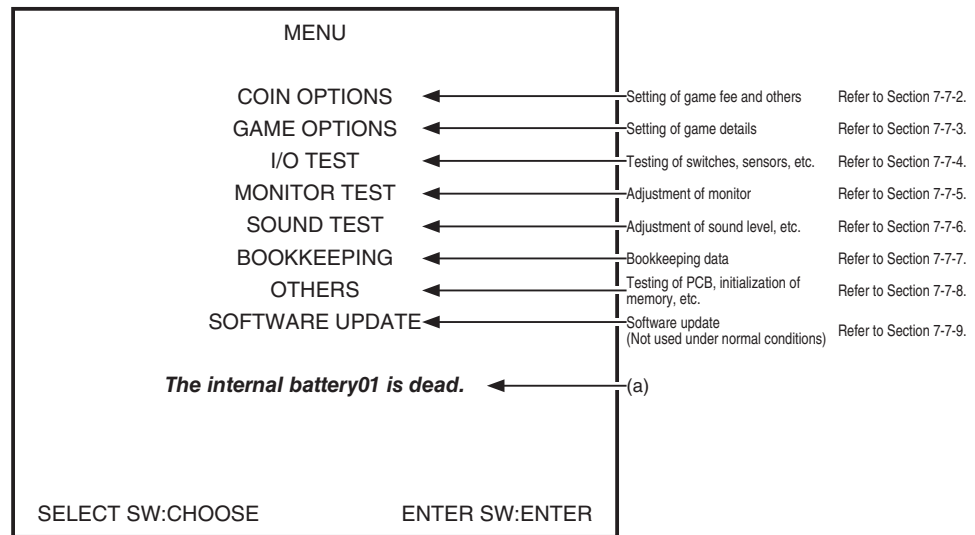 MENU
COIN OPTIONS Setting of game fee and others Refer to Section 7-7-2.
GAME OPTIONS Setting of game details Refer to Section 7-7-3.
I/O TEST Testing of switches, sensors, etc. Refer to Section 7-7-4.
MONITOR TEST Adjustment of monitor Refer to Section 7-7-5.
SOUND TEST Adjustment of sound level, etc. Refer to Section 7-7-6.
BOOKKEEPING Bookkeeping data Refer to Section 7-7-7.
OTHERS Testing of PCB, initialization of
memory, etc. Refer to Section 7-7-8.
SOFTWARE UPDATE Software update
(Not used under normal conditions) Refer to Section 7-7-9.
The internal battery01 is dead. (a)
SELECT SW:CHOOSE ENTER SW:ENTER